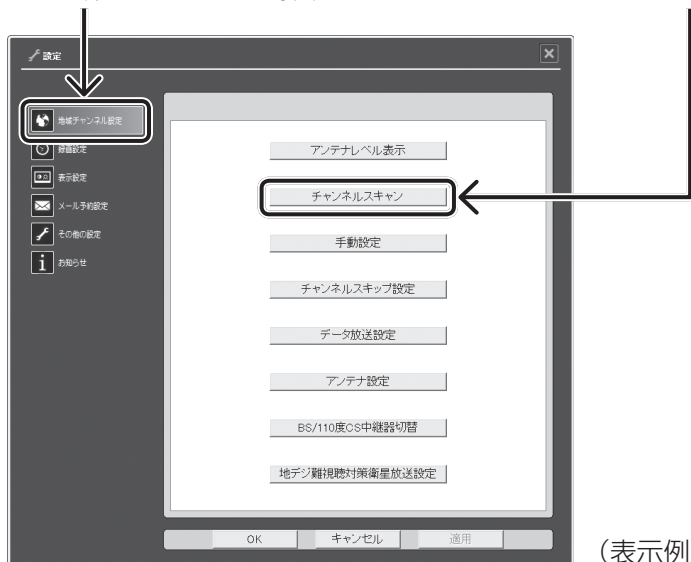 設定
地域チャンネル設定
録画設定
表示設定
メール予約設定
その他の設定
お知らせ
アンテナレベル表示
チャンネルスキャン
手動設定
チャンネルスキップ設定
データ放送設定
アンテナ設定
BS/110度CS中継器切替
地デジ難視聴対策衛星放送設定
OK
キャンセル
適用
（表示例